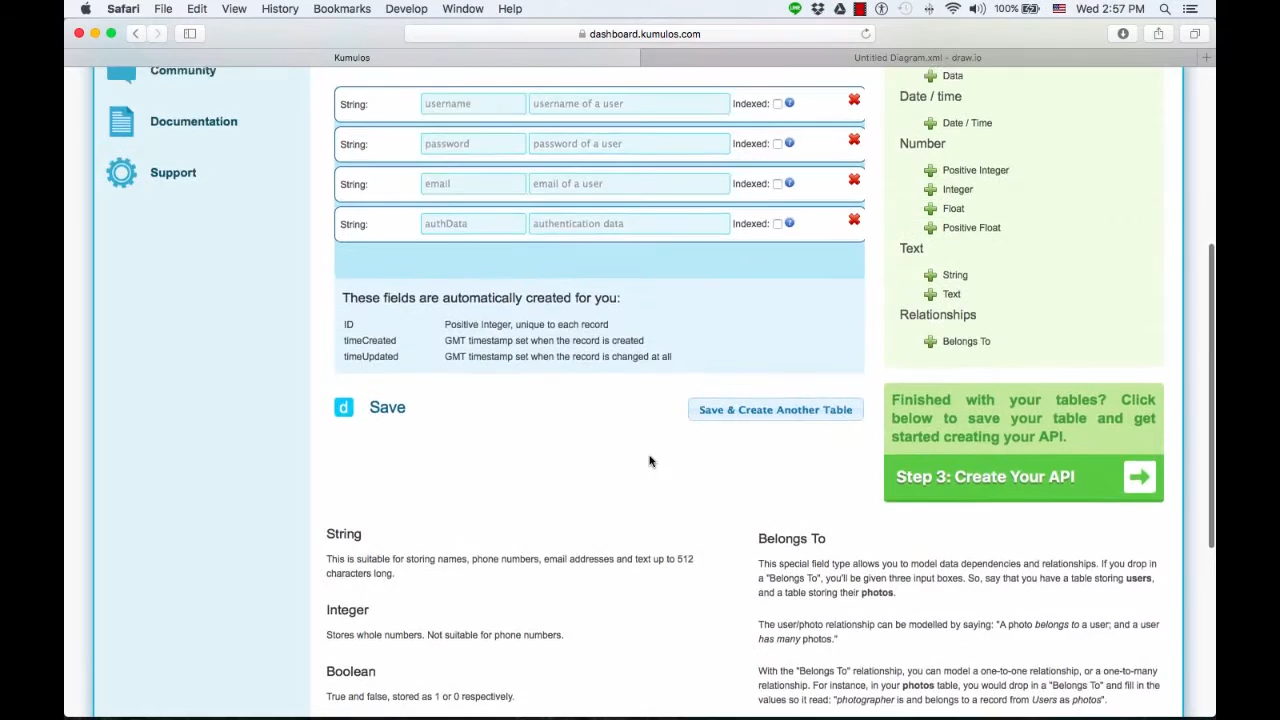 Safari File Edit View History Bookmarks Develop Window Help 100% Wed 2:57 PM
dashboard.kumulos.com
Kumulos Untitled Diagram.xml - draw.io
Community
Documentation
Support
String: username username of a user Indexed:
String: password password of a user Indexed:
String: email email of a user Indexed:
String: authData authentication data Indexed:
These fields are automatically created for you:
ID Positive Integer, unique to each record
timeCreated GMT timestamp set when the record is created
timeUpdated GMT timestamp set when the record is changed at all
d Save Save & Create Another Table
Data
Date / time
Date / Time
Number
Positive Integer
Integer
Float
Positive Float
Text
String
Text
Relationships
Belongs To
Finished with your tables? Click
below to save your table and get
started creating your API.
Step 3: Create Your API
String
This is suitable for storing names, phone numbers, email addresses and text up to 512
characters long.
Integer
Stores whole numbers. Not suitable for phone numbers.
Boolean
True and false, stored as 1 or 0 respectively.
Belongs To
This special field type allows you to model data dependencies and relationships. If you drop in
a "Belongs To", you'll be given three input boxes. So, say that you have a table storing users,
and a table storing their photos.
The user/photo relationship can be modelled by saying: "A photo belongs to a user; and a user
has many photos."
With the "Belongs To" relationship, you can model a one-to-one relationship, or a one-to-many
relationship. For instance, in your photos table, you would drop in a "Belongs To" and fill in the
values so it read: "photographer is and belongs to a record from Users as photos".